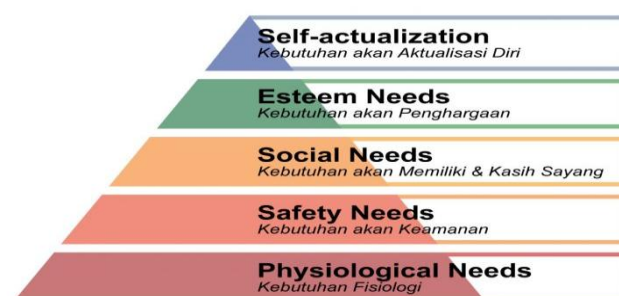 Self-actualization
Kebutuhan akan Aktualisasi Diri
Esteem Needs
Kebutuhan akan Penghargaan
Social Needs
Kebutuhan akan Memiliki & Kasih Sayang
Safety Needs
Kebutuhan akan Keamanan
Physiological Needs
Kebutuhan Fisiologi